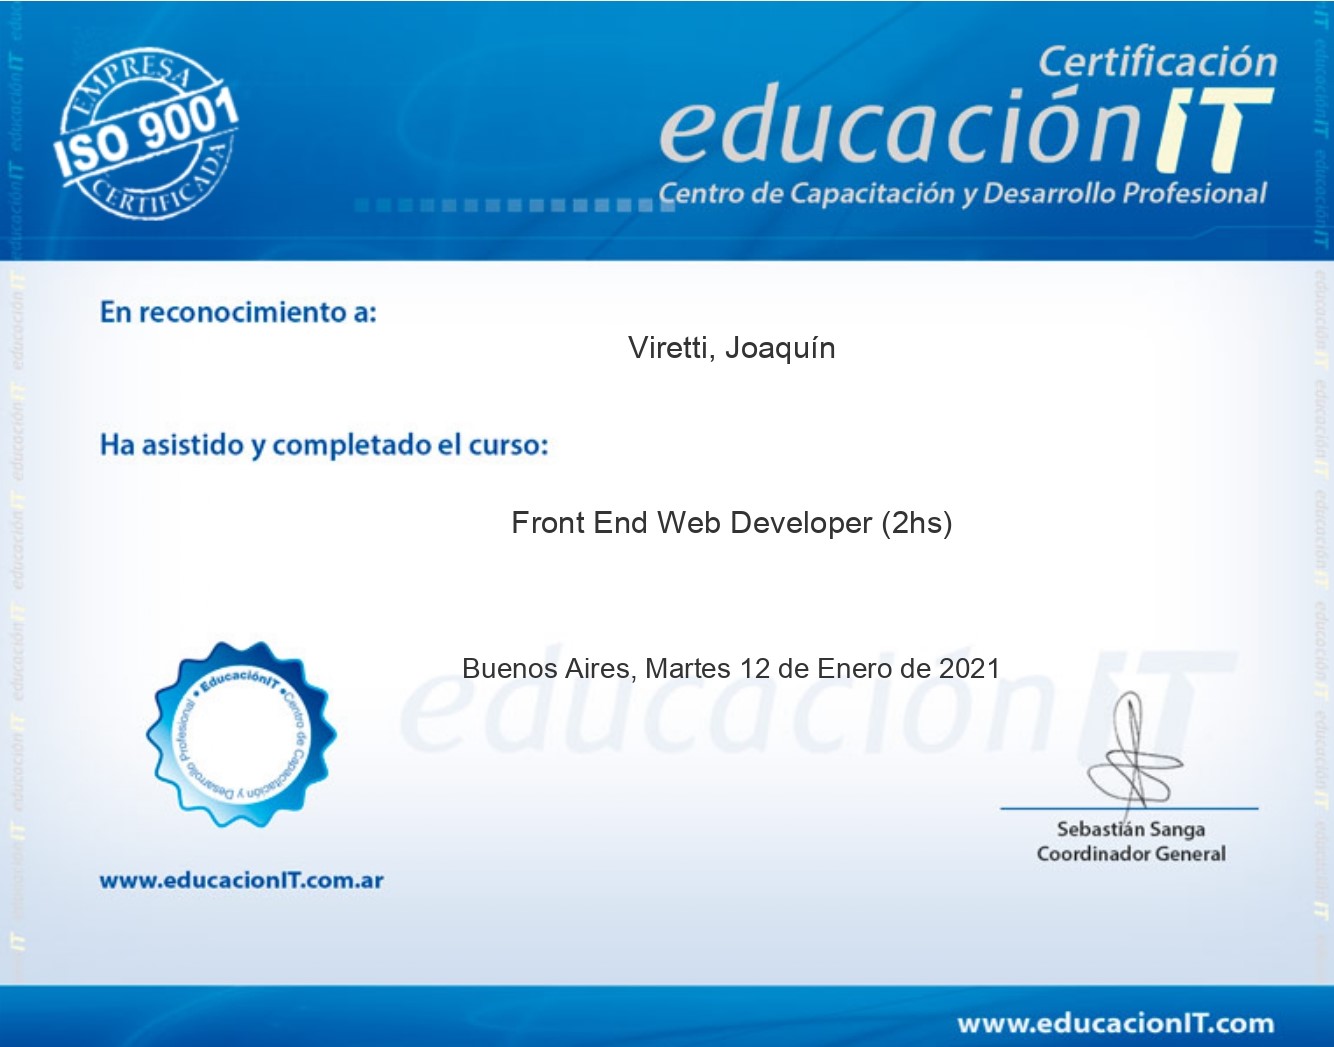 EMPRESA
ISO 9001
CERTIFICADA
Certificación
educaciónIT
Centro de Capacitación y Desarrollo Profesional
En reconocimiento a:
Viretti, Joaquín
Ha asistido y completado el curso:
Front End Web Developer (2hs)
Buenos Aires, Martes 12 de Enero de 2021
educaciónIT
• EducaciónIT • Centro de Capacitación y Desarrollo Profesional
Sebastián Sanga
Coordinador General
www.educacionIT.com.ar
www.educacionIT.com